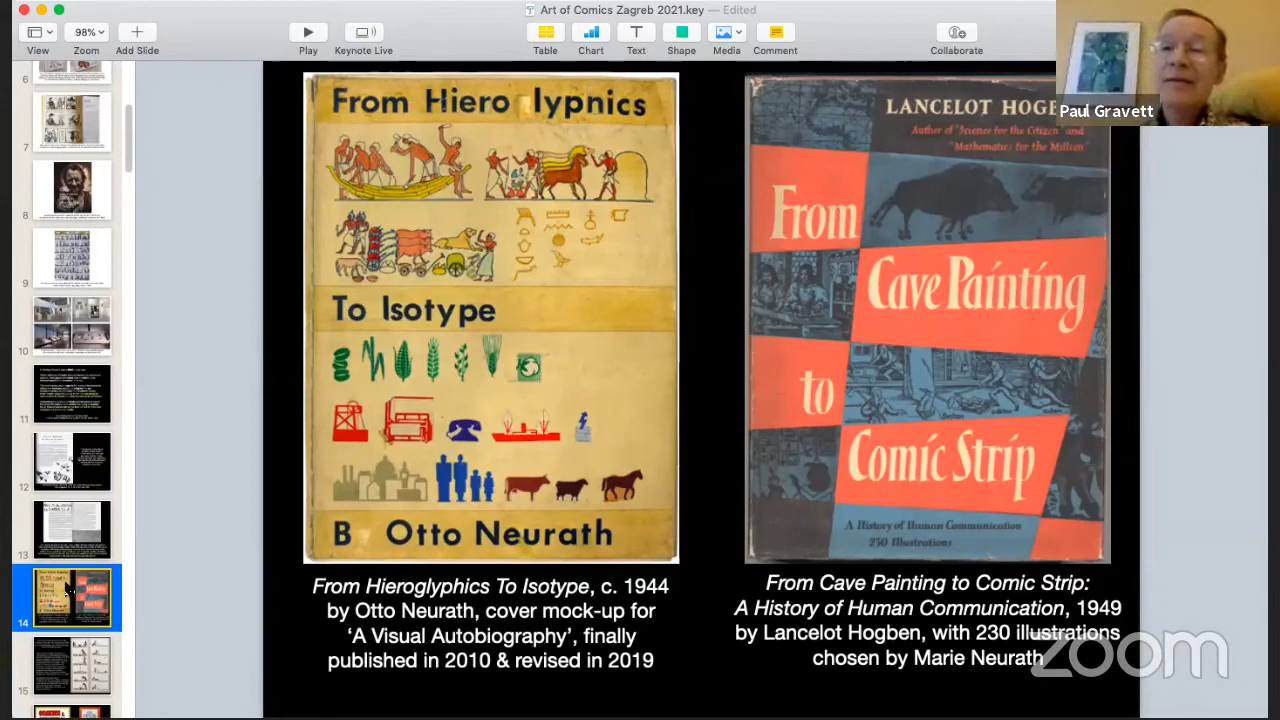 Art of Comics Zagreb 2021.key — Edited
98%
View Zoom Add Slide
Play Keynote Live
Table Chart Text Shape Media Comment
Collaborate
Paul Gravett
6
7
8
9
10
11
12
13
14
15
From Hiero lypnics
To Isotype
B Otto Neurath
LANCELOT HOGBE
Author of "Science for the Citizen" and
"Mathematics for the Million"
From
Cave Painting
to
Comic Strip
A History of Human Communication
250 Illustrations
From Hieroglyphics To Isotype, c. 1944
by Otto Neurath, cover mock-up for
‘A Visual Autobiography’, finally
published in 2010 & revised in 2019
From Cave Painting to Comic Strip:
A History of Human Communication, 1949
by Lancelot Hogben, with 230 illustrations
chosen by Marie Neurath
zoom